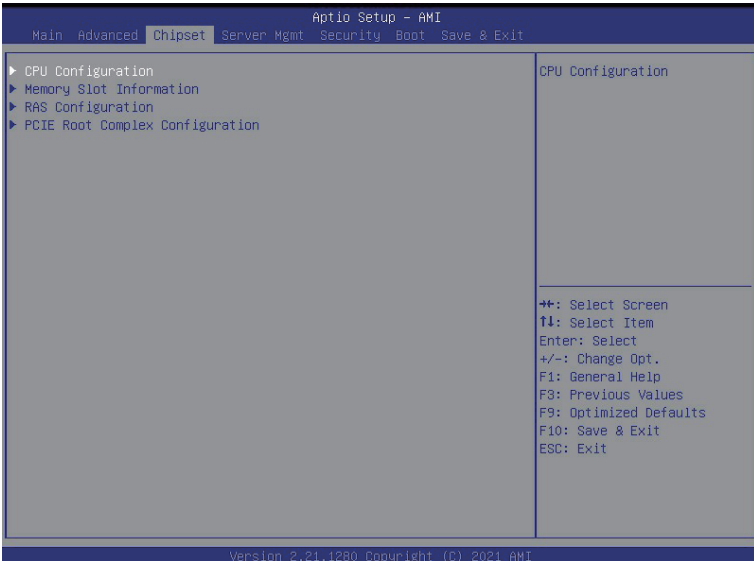 Aptio Setup – AMI
Main Advanced Chipset Server Mgmt Security Boot Save & Exit
CPU Configuration
Memory Slot Information
RAS Configuration
PCIE Root Complex Configuration
CPU Configuration
→←: Select Screen
↑↓: Select Item
Enter: Select
+/-: Change Opt.
F1: General Help
F3: Previous Values
F9: Optimized Defaults
F10: Save & Exit
ESC: Exit
Version 2.21.1280 Copyright (C) 2021 AMI